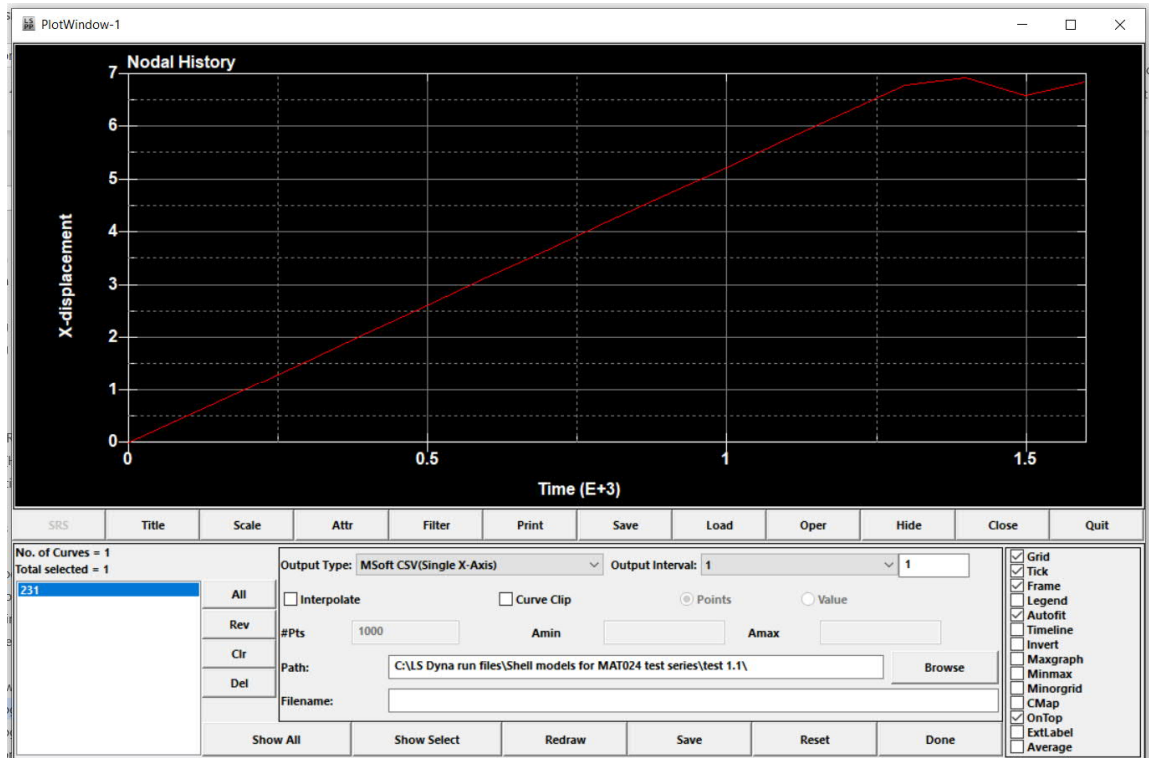 PlotWindow-1
Nodal History
7
6
5
4
3
2
1
0
X-displacement
0
0.5
1
1.5
Time (E+3)
SRS Title Scale Attr Filter Print Save Load Oper Hide Close Quit
No. of Curves = 1
Total selected = 1
231
All
Rev
Clr
Del
Output Type: MSoft CSV(Single X-Axis) Output Interval: 1 1
Interpolate Curve Clip Points Value
#Pts 1000 Amin Amax
Path: C:\LS Dyna run files\Shell models for MAT024 test series\test 1.1\ Browse
Filename:
Show All Show Select Redraw Save Reset Done
Grid
Tick
Frame
Legend
Autofit
Timeline
Invert
Maxgraph
Minmax
Minorgrid
CMap
OnTop
ExtLabel
Average